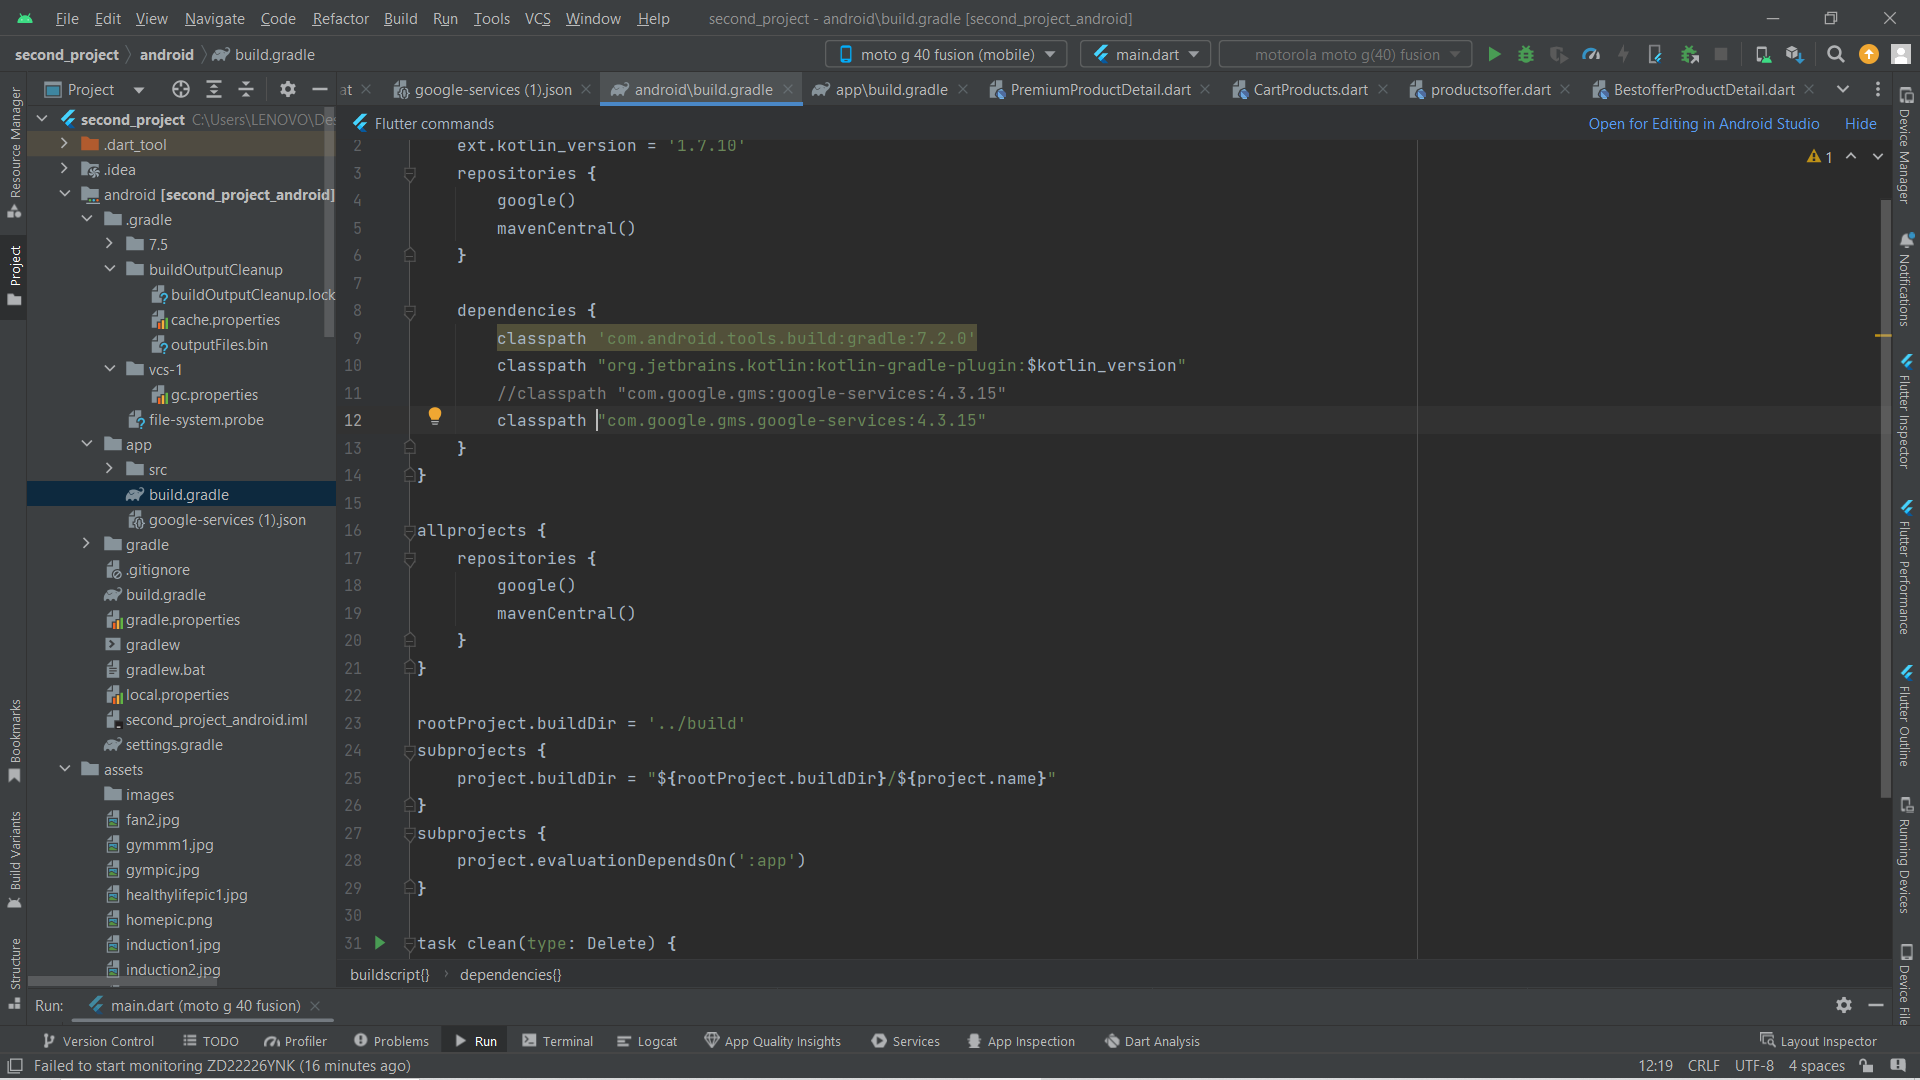 File Edit View Navigate Code Refactor Build Run Tools VCS Window Help second_project - android\build.gradle [second_project_android]
second_project android build.gradle moto g 40 fusion (mobile) main.dart motorola moto g(40) fusion
Project at google-services (1).json android\build.gradle app\build.gradle PremiumProductDetail.dart CartProducts.dart productsoffer.dart BestofferProductDetail.dart
Flutter commands Open for Editing in Android Studio Hide
Resource Manager
Project
Bookmarks
Build Variants
Structure
second_project C:\Users\LENOVO\Des
.dart_tool
.idea
android [second_project_android]
.gradle
7.5
buildOutputCleanup
buildOutputCleanup.lock
cache.properties
outputFiles.bin
vcs-1
gc.properties
file-system.probe
app
src
build.gradle
google-services (1).json
gradle
.gitignore
build.gradle
gradle.properties
gradlew
gradlew.bat
local.properties
second_project_android.iml
settings.gradle
assets
images
fan2.jpg
gymmm1.jpg
gympic.jpg
healthylifepic1.jpg
homepic.png
induction1.jpg
induction2.jpg
2 ext.kotlin_version = '1.7.10'
3 repositories {
4 google()
5 mavenCentral()
6 }
7
8 dependencies {
9 classpath 'com.android.tools.build:gradle:7.2.0'
10 classpath "org.jetbrains.kotlin:kotlin-gradle-plugin:$kotlin_version"
11 //classpath "com.google.gms:google-services:4.3.15"
12 classpath "com.google.gms.google-services:4.3.15"
13 }
14 }
15
16 allprojects {
17 repositories {
18 google()
19 mavenCentral()
20 }
21 }
22
23 rootProject.buildDir = '../build'
24 subprojects {
25 project.buildDir = "${rootProject.buildDir}/${project.name}"
26 }
27 subprojects {
28 project.evaluationDependsOn(':app')
29 }
30
31 task clean(type: Delete) {
1
buildscript{} dependencies{}
Device Manager
Notifications
Flutter Inspector
Flutter Performance
Flutter Outline
Running Devices
Device File
Run: main.dart (moto g 40 fusion)
Version Control TODO Profiler Problems Run Terminal Logcat App Quality Insights Services App Inspection Dart Analysis Layout Inspector
Failed to start monitoring ZD22226YNK (16 minutes ago) 12:19 CRLF UTF-8 4 spaces